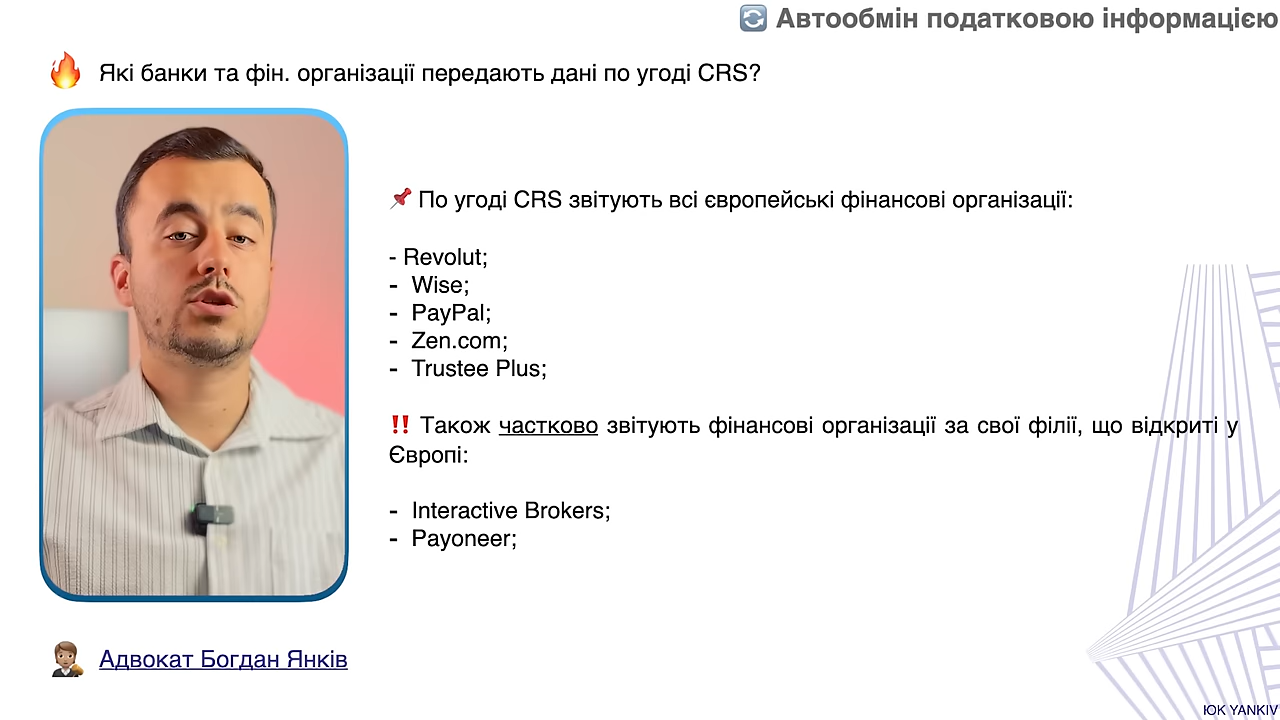 Автообмін податковою інформацією
Які банки та фін. організації передають дані по угоді CRS?
По угоді CRS звітують всі європейські фінансові організації:
- Revolut;
- Wise;
- PayPal;
- Zen.com;
- Trustee Plus;
‼️ Також частково звітують фінансові організації за свої філії, що відкриті у
Європі:
- Interactive Brokers;
- Payoneer;
Адвокат Богдан Янків
ЮК YANKIV